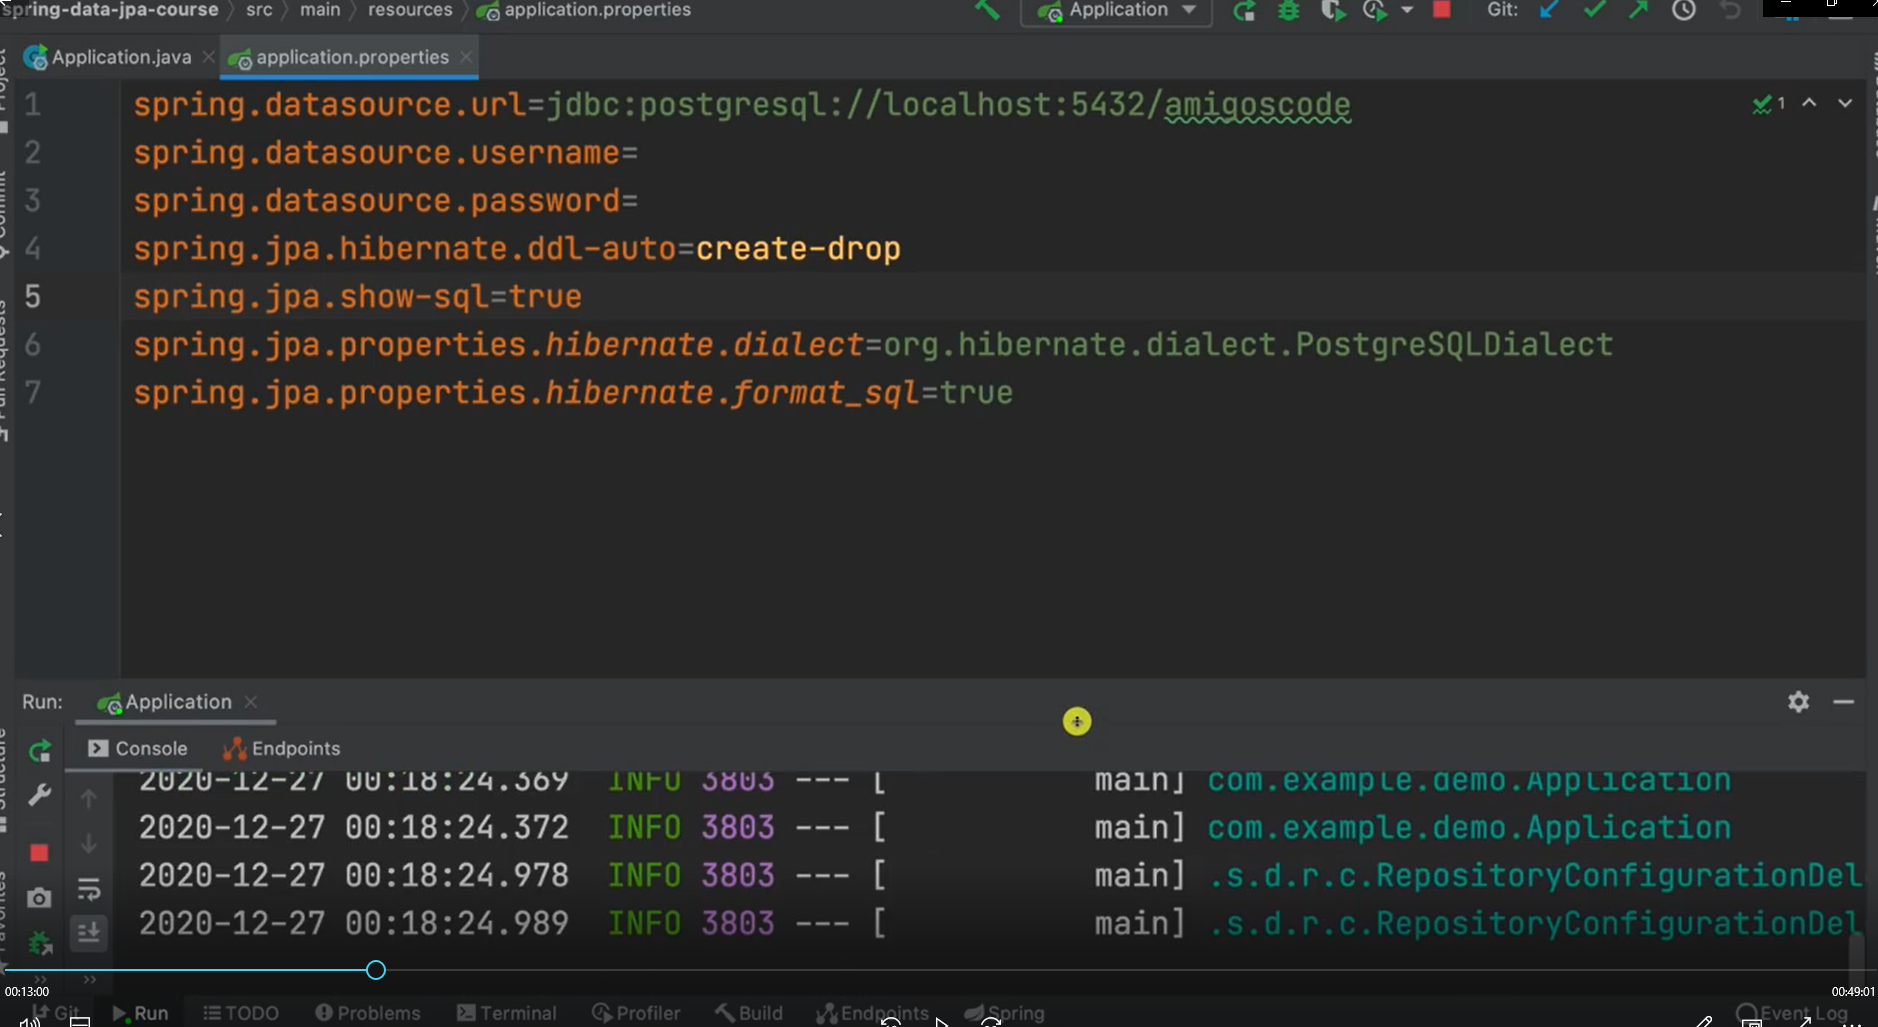 spring-data-jpa-course 〉 src 〉 main 〉 resources 〉 application.properties Application Git:
Application.java application.properties
1 spring.datasource.url=jdbc:postgresql://localhost:5432/amigoscode 1
2 spring.datasource.username=
3 spring.datasource.password=
4 spring.jpa.hibernate.ddl-auto=create-drop
5 spring.jpa.show-sql=true
6 spring.jpa.properties.hibernate.dialect=org.hibernate.dialect.PostgreSQLDialect
7 spring.jpa.properties.hibernate.format_sql=true
Project
Commit
Pull Requests
Structure
Favorites
Run: Application
Console Endpoints
2020-12-27 00:18:24.369 INFO 3803 --- [ main] com.example.demo.Application
2020-12-27 00:18:24.372 INFO 3803 --- [ main] com.example.demo.Application
2020-12-27 00:18:24.978 INFO 3803 --- [ main] .s.d.r.c.RepositoryConfigurationDel
2020-12-27 00:18:24.989 INFO 3803 --- [ main] .s.d.r.c.RepositoryConfigurationDel
00:13:00 00:49:01
Git Run TODO Problems Terminal Profiler Build Endpoints Spring Event Log